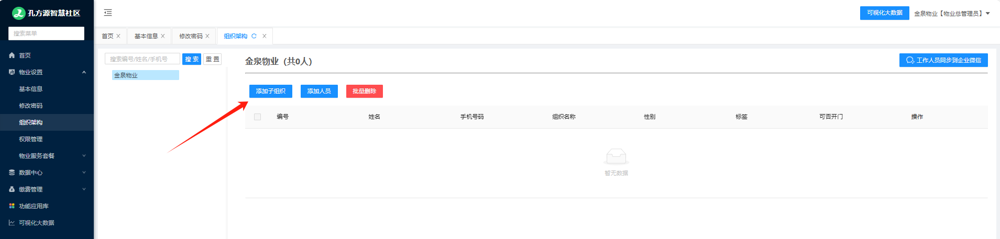 孔方源智慧社区
搜索菜单
首页
物业设置
基本信息
修改密码
组织架构
权限管理
物业服务套餐
数据中心
缴费管理
功能应用库
可视化大数据
可视化大数据 金泉物业【物业总管理员】
首页 基本信息 修改密码 组织架构
搜索编号/姓名/手机号 搜 索 重 置
金泉物业
金泉物业（共0人）
工作人员同步到企业微信
添加子组织 添加人员 批量删除
编号 姓名 手机号码 组织名称 性别 标签 可否开门 操作
暂无数据